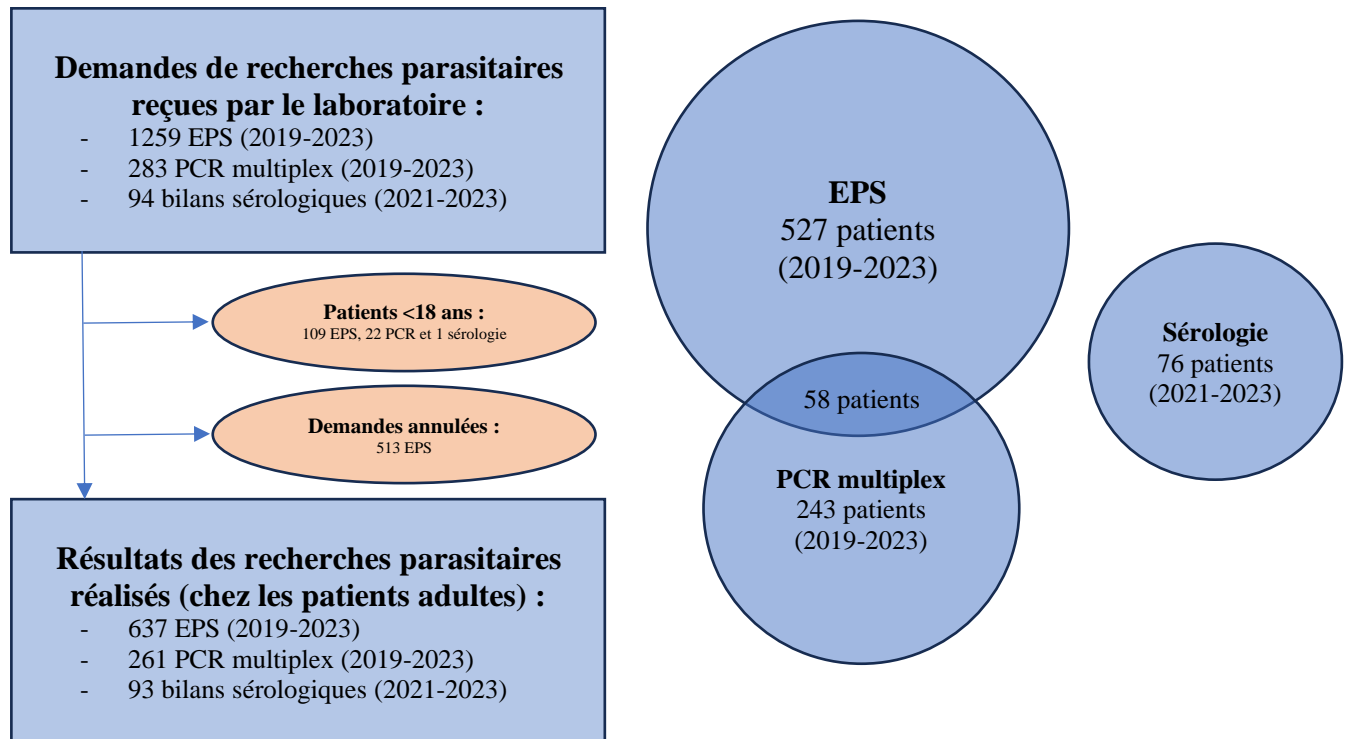 Demandes de recherches parasitaires
reçues par le laboratoire :
- 1259 EPS (2019-2023)
- 283 PCR multiplex (2019-2023)
- 94 bilans sérologiques (2021-2023)
Patients <18 ans :
109 EPS, 22 PCR et 1 sérologie
Demandes annulées :
513 EPS
Résultats des recherches parasitaires
réalisés (chez les patients adultes) :
- 637 EPS (2019-2023)
- 261 PCR multiplex (2019-2023)
- 93 bilans sérologiques (2021-2023)
EPS
527 patients
(2019-2023)
58 patients
PCR multiplex
243 patients
(2019-2023)
Sérologie
76 patients
(2021-2023)